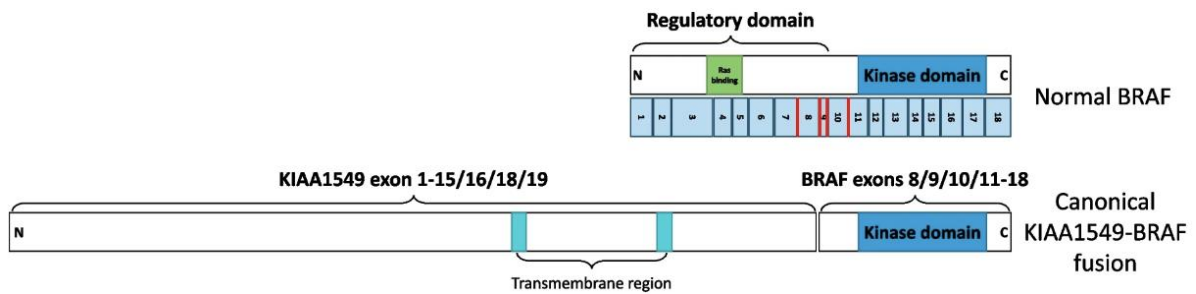 Regulatory domain
N
Ras
binding
Kinase domain
C
1 2 3 4 5 6 7 8 9 10 11 12 13 14 15 16 17 18
Normal BRAF
KIAA1549 exon 1-15/16/18/19
BRAF exons 8/9/10/11-18
N
Kinase domain
C
Canonical
KIAA1549-BRAF
fusion
Transmembrane region